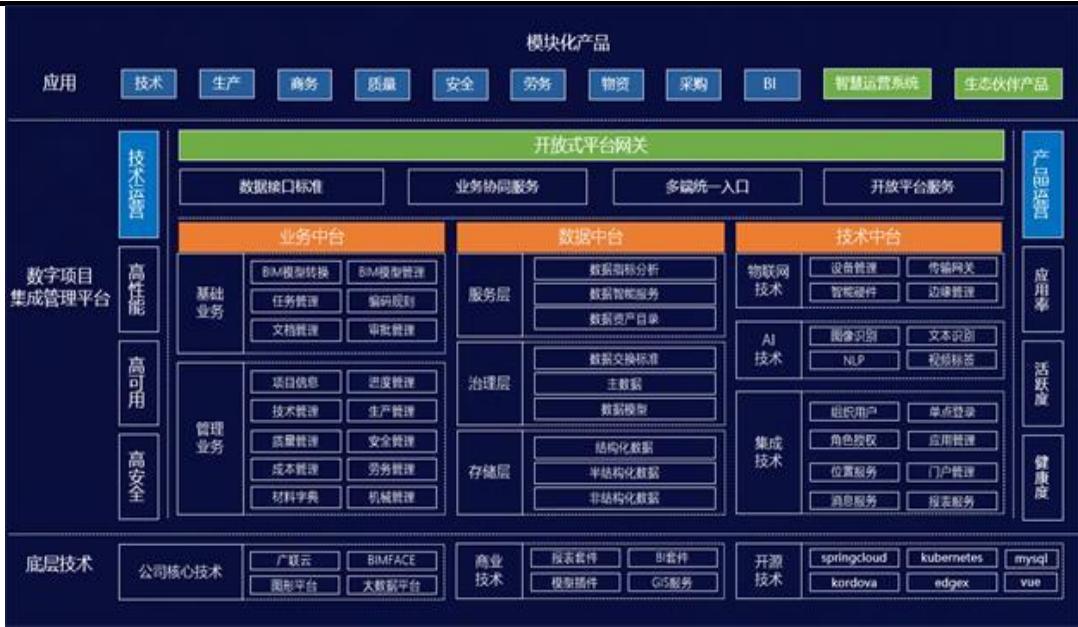 模块化产品
应用
技术 生产 商务 质量 安全 劳务 物资 采购 BI 智慧运营系统 生态伙伴产品
数字项目
集成管理平台
技术运营
高性能
高可用
高安全
开放式平台网关
数据接口标准 业务协同服务 多端统一入口 开放平台服务
业务中台
基础
业务
BIM模型转换 BIM模型管理
任务管理 编码规则
文档管理 审批管理
管理
业务
项目信息 进度管理
技术管理 生产管理
质量管理 安全管理
成本管理 劳务管理
材料字典 机械管理
数据中台
服务层
数据指标分析
数据智能服务
数据资产目录
治理层
数据交换标准
主数据
数据模型
存储层
结构化数据
半结构化数据
非结构化数据
技术中台
物联网
技术
设备管理 传输网关
智能硬件 边缘管理
AI
技术
图像识别 文本识别
NLP 视频标签
集成
技术
组织用户 单点登录
角色授权 应用管理
位置服务 门户管理
消息服务 报表服务
产品运营
应用率
活跃度
健康度
底层技术
公司核心技术
广联云 BIMFACE
图形平台 大数据平台
商业
技术
报表套件 BI套件
模型插件 GIS服务
开源
技术
springcloud kubernetes mysql
kordova edgex vue